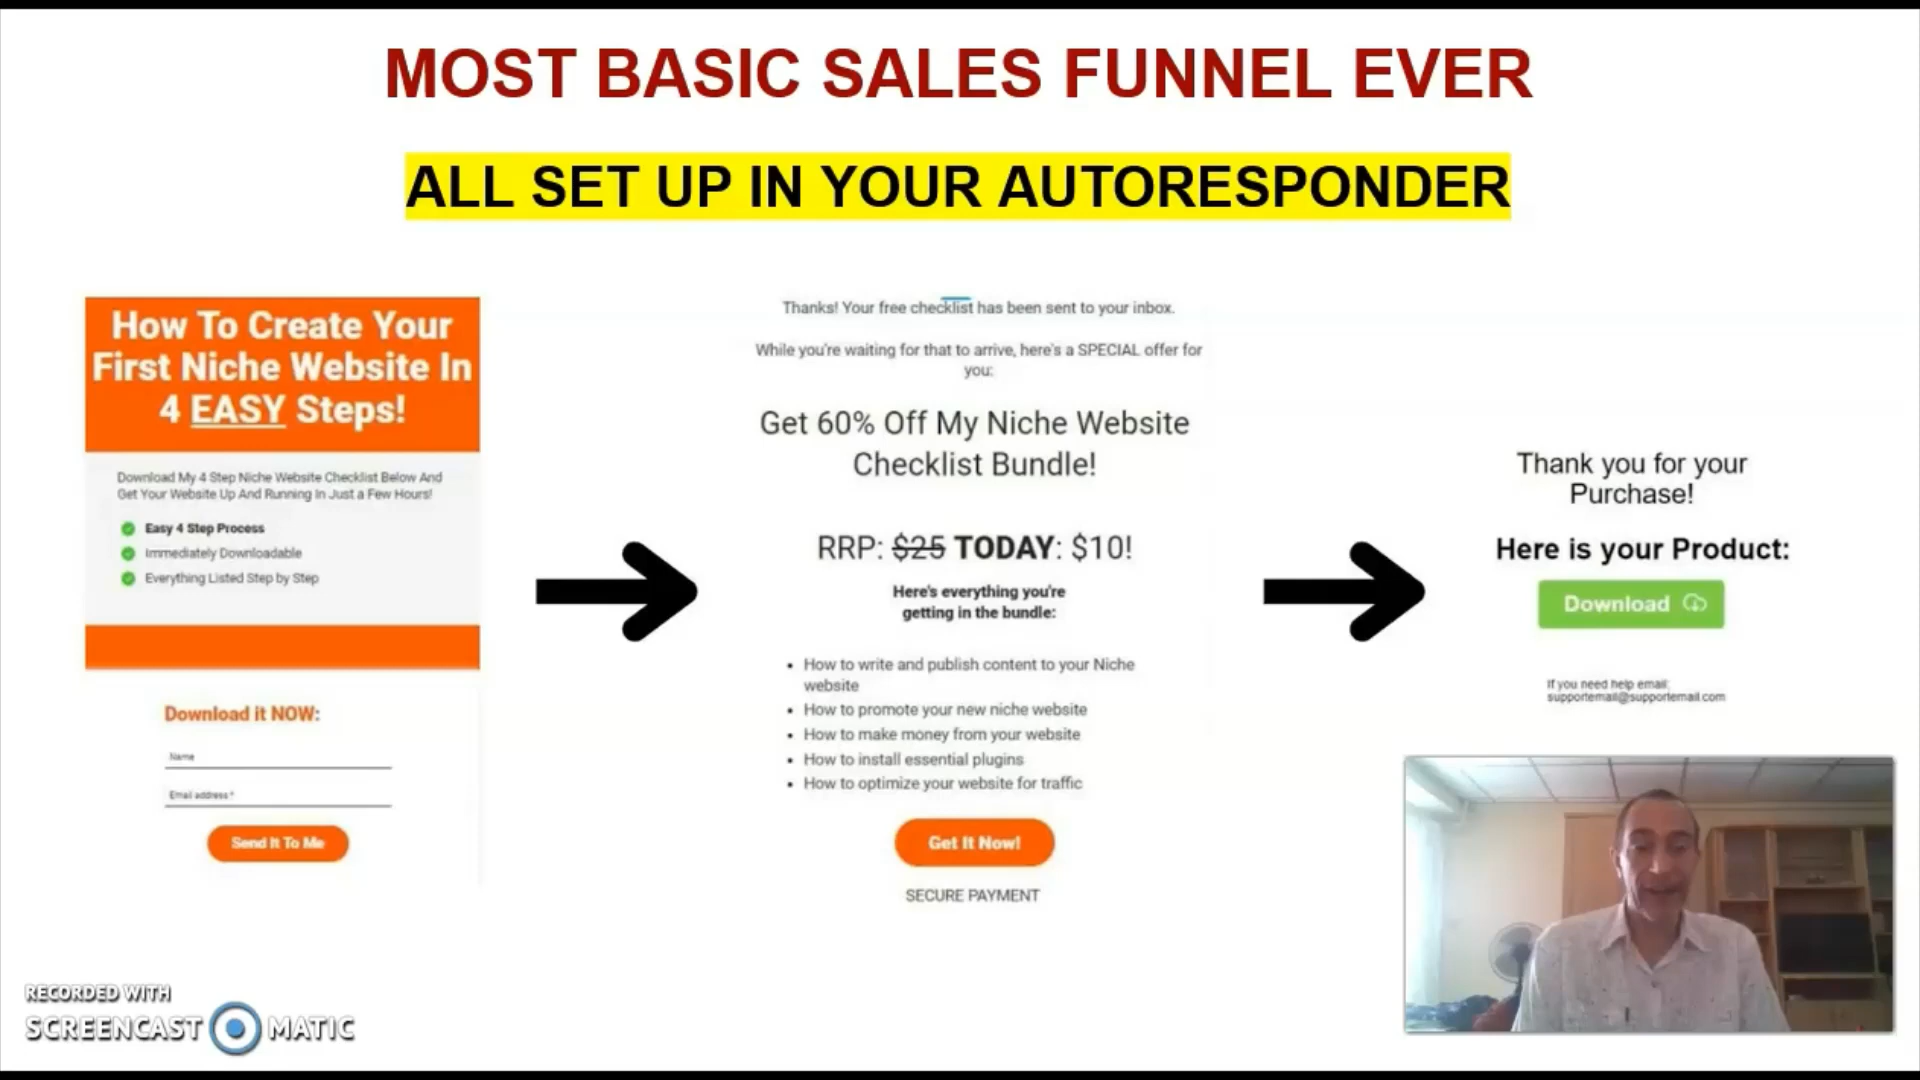 MOST BASIC SALES FUNNEL EVER
ALL SET UP IN YOUR AUTORESPONDER
How To Create Your
First Niche Website In
4 EASY Steps!
Download My 4 Step Niche Website Checklist Below And
Get Your Website Up And Running In Just a Few Hours!
Easy 4 Step Process
Immediately Downloadable
Everything Listed Step by Step
Download it NOW:
Name
Email address *
Send It To Me
Thanks! Your free checklist has been sent to your inbox.
While you're waiting for that to arrive, here's a SPECIAL offer for
you:
Get 60% Off My Niche Website
Checklist Bundle!
RRP: $25 TODAY: $10!
Here's everything you're
getting in the bundle:
• How to write and publish content to your Niche
website
• How to promote your new niche website
• How to make money from your website
• How to install essential plugins
• How to optimize your website for traffic
Get It Now!
SECURE PAYMENT
Thank you for your
Purchase!
Here is your Product:
Download
If you need help email:
supportemail@supportemail.com
RECORDED WITH
SCREENCAST MATIC